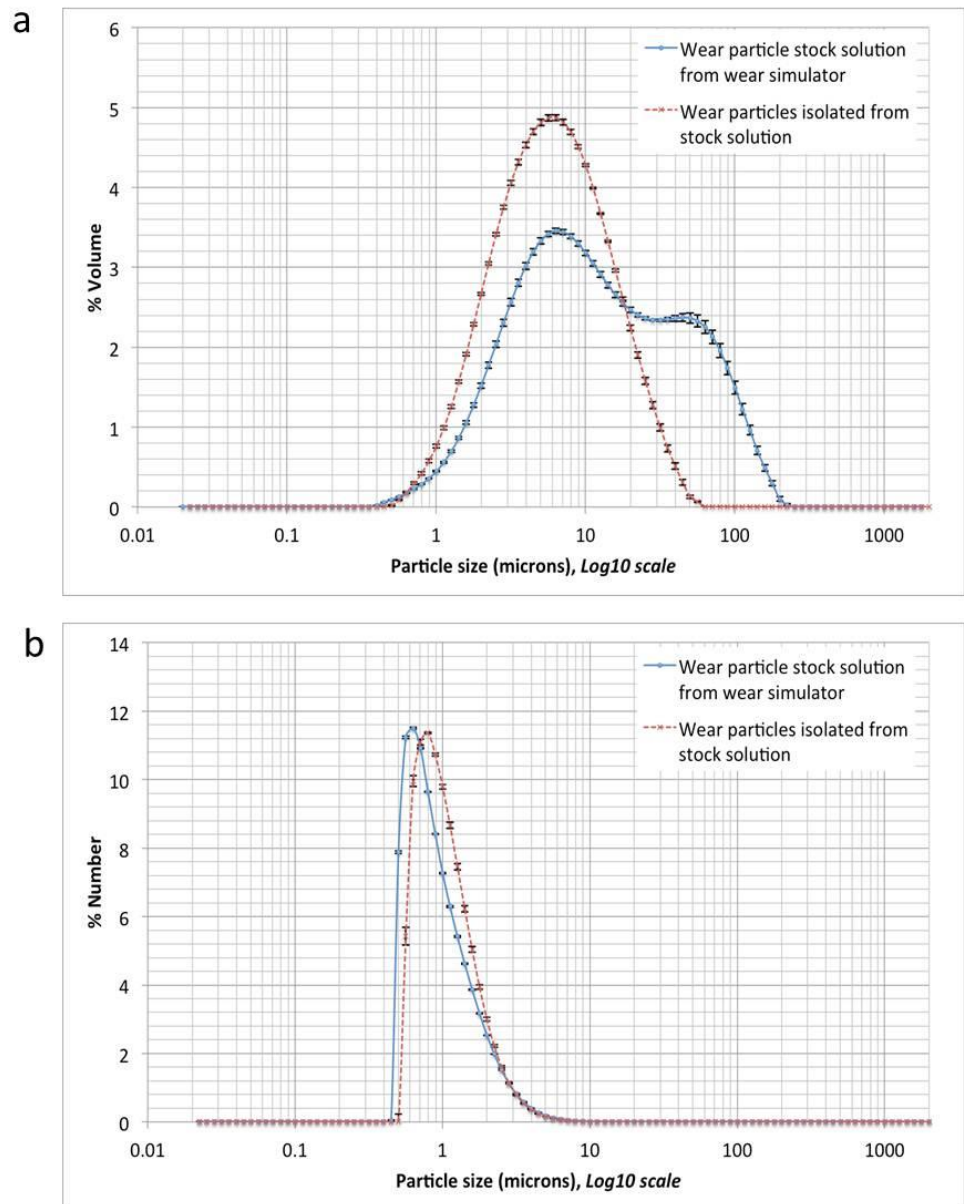 a
6
5
4
3
2
1
0
% Volume
Wear particle stock solution
from wear simulator
Wear particles isolated from
stock solution
0.01 0.1 1 10 100 1000
Particle size (microns), Log10 scale
b
14
12
10
8
6
4
2
0
% Number
Wear particle stock solution
from wear simulator
Wear particles isolated from
stock solution
0.01 0.1 1 10 100 1000
Particle size (microns), Log10 scale